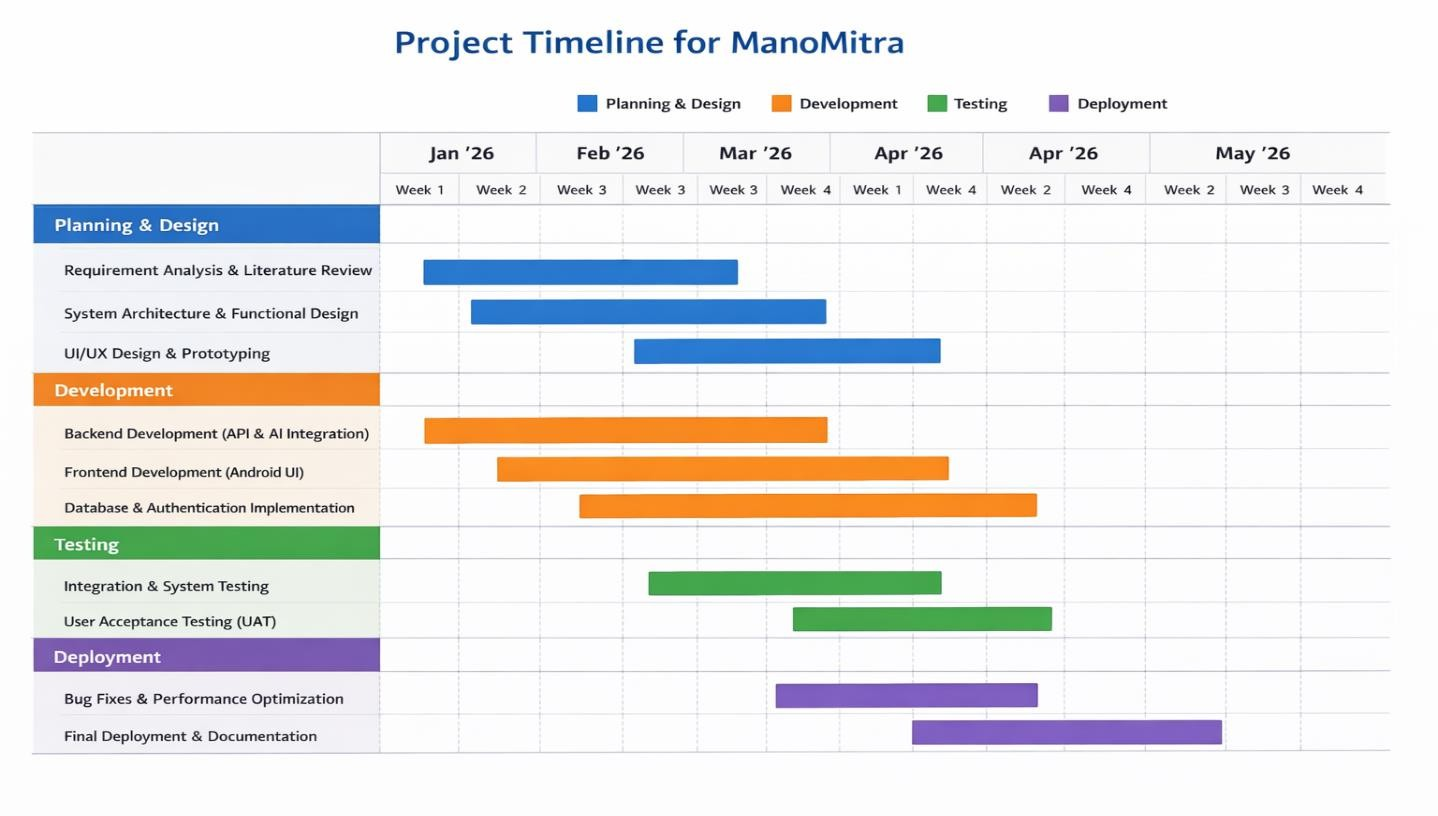 Project Timeline for ManoMitra
Planning & Design Development Testing Deployment
Jan ’26 Feb ’26 Mar ’26 Apr ’26 Apr ’26 May ’26
Week 1 Week 2 Week 3 Week 3 Week 3 Week 4 Week 1 Week 4 Week 2 Week 4 Week 2 Week 3 Week 4
Planning & Design
Requirement Analysis & Literature Review
System Architecture & Functional Design
UI/UX Design & Prototyping
Development
Backend Development (API & AI Integration)
Frontend Development (Android UI)
Database & Authentication Implementation
Testing
Integration & System Testing
User Acceptance Testing (UAT)
Deployment
Bug Fixes & Performance Optimization
Final Deployment & Documentation